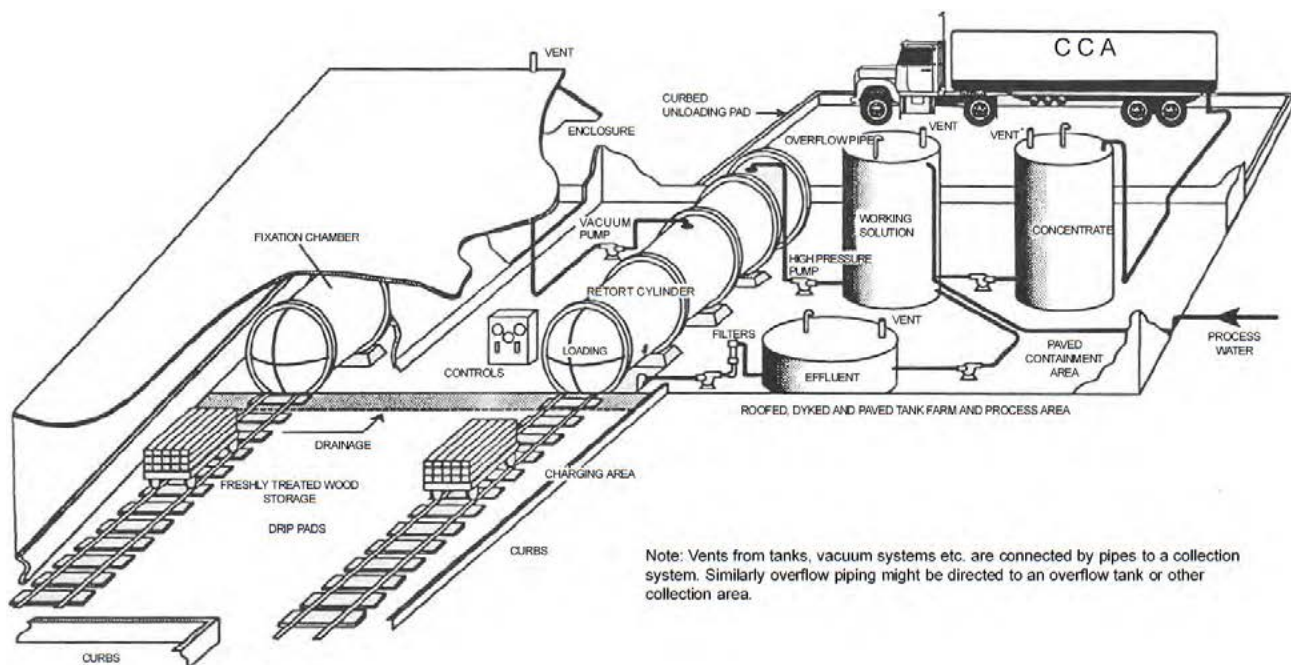 VENT
CCA
CURBED
UNLOADING PAD
ENCLOSURE
VENT
VENT
OVERFLOW PIPE
FIXATION CHAMBER
VACUUM
PUMP
WORKING
SOLUTION
CONCENTRATE
HIGH PRESSURE
PUMP
RETORT CYLINDER
VENT
PROCESS
WATER
FILTERS
LOADING
PAVED
CONTAINMENT
AREA
CONTROLS
EFFLUENT
ROOFED, DYKED AND PAVED TANK FARM AND PROCESS AREA
DRAINAGE
CHARGING AREA
FRESHLY TREATED WOOD
STORAGE
DRIP PADS
CURBS
Note: Vents from tanks, vacuum systems etc. are connected by pipes to a collection
system. Similarly overflow piping might be directed to an overflow tank or other
collection area.
CURBS